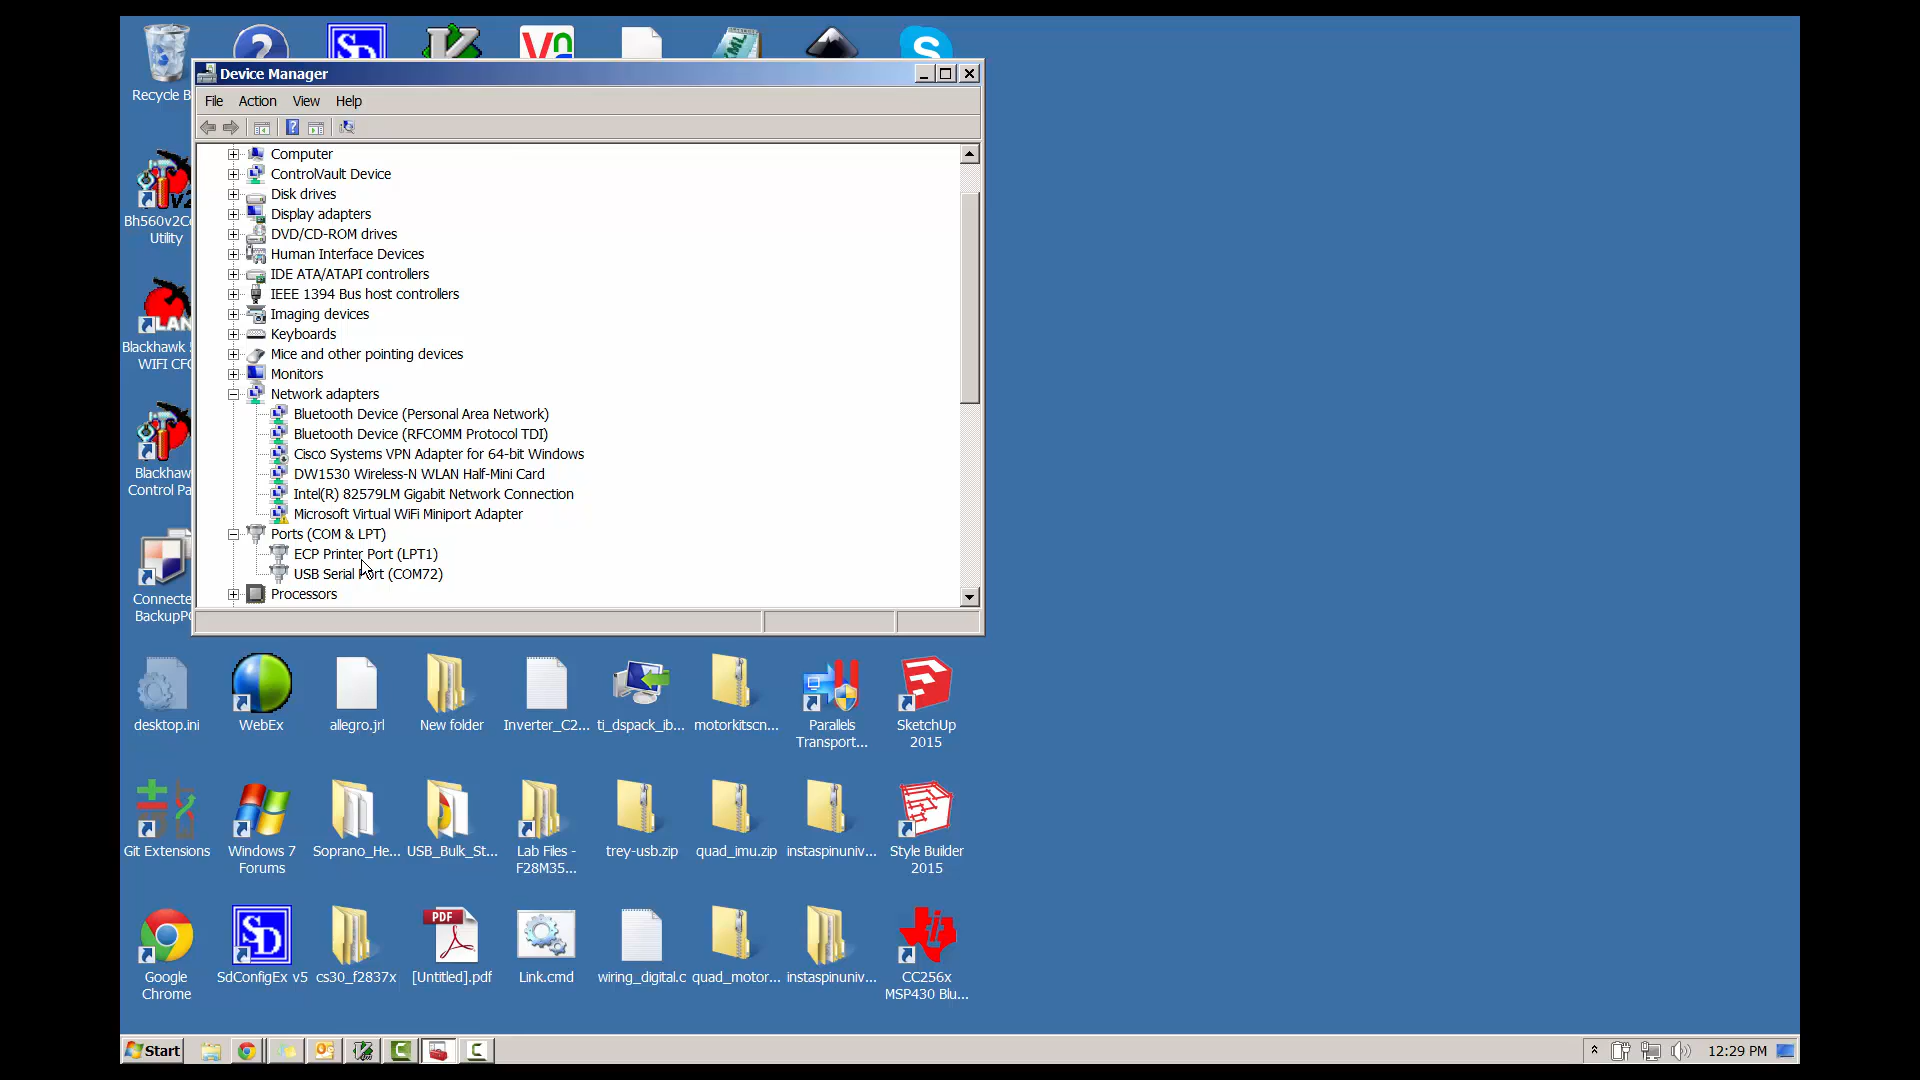 Recycle B
Device Manager
File Action View Help
Computer
ControlVault Device
Disk drives
Display adapters
DVD/CD-ROM drives
Human Interface Devices
IDE ATA/ATAPI controllers
IEEE 1394 Bus host controllers
Imaging devices
Keyboards
Mice and other pointing devices
Monitors
Network adapters
Bluetooth Device (Personal Area Network)
Bluetooth Device (RFCOMM Protocol TDI)
Cisco Systems VPN Adapter for 64-bit Windows
DW1530 Wireless-N WLAN Half-Mini Card
Intel(R) 82579LM Gigabit Network Connection
Microsoft Virtual WiFi Miniport Adapter
Ports (COM & LPT)
ECP Printer Port (LPT1)
USB Serial Port (COM72)
Processors
Bh560v2Co
Utility
LAN
Blackhawk 5
WIFI CFG
Blackhaw
Control Pa
Connecte
BackupPC
desktop.ini
WebEx
allegro.jrl
New folder
Inverter_C2...
ti_dspack_ib...
motorkitscn...
Parallels
Transport...
SketchUp
2015
Git Extensions
Windows 7
Forums
Soprano_He...
USB_Bulk_St...
Lab Files -
F28M35...
trey-usb.zip
quad_imu.zip
instaspinuniv...
Style Builder
2015
Google
Chrome
SD
SdConfigEx v5
cs30_f2837x
PDF
[Untitled].pdf
Link.cmd
wiring_digital.c
quad_motor...
instaspinuniv...
CC256x
MSP430 Blu...
Start
12:29 PM